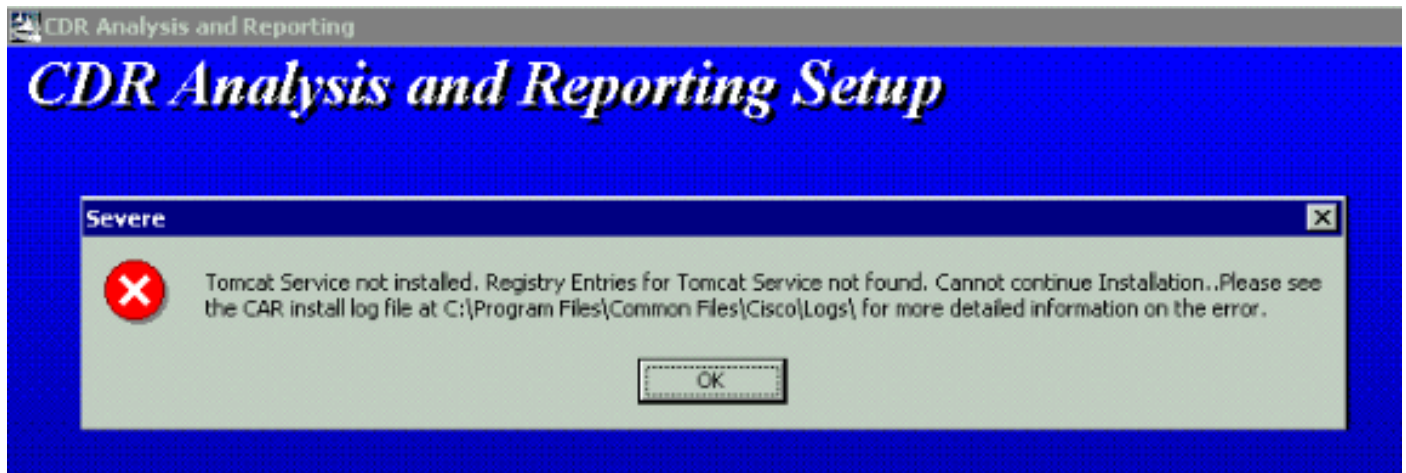 CDR Analysis and Reporting
CDR Analysis and Reporting Setup
Severe
Tomcat Service not installed. Registry Entries for Tomcat Service not found. Cannot continue Installation..Please see
the CAR install log file at C:\Program Files\Common Files\Cisco\Logs\ for more detailed information on the error.
OK